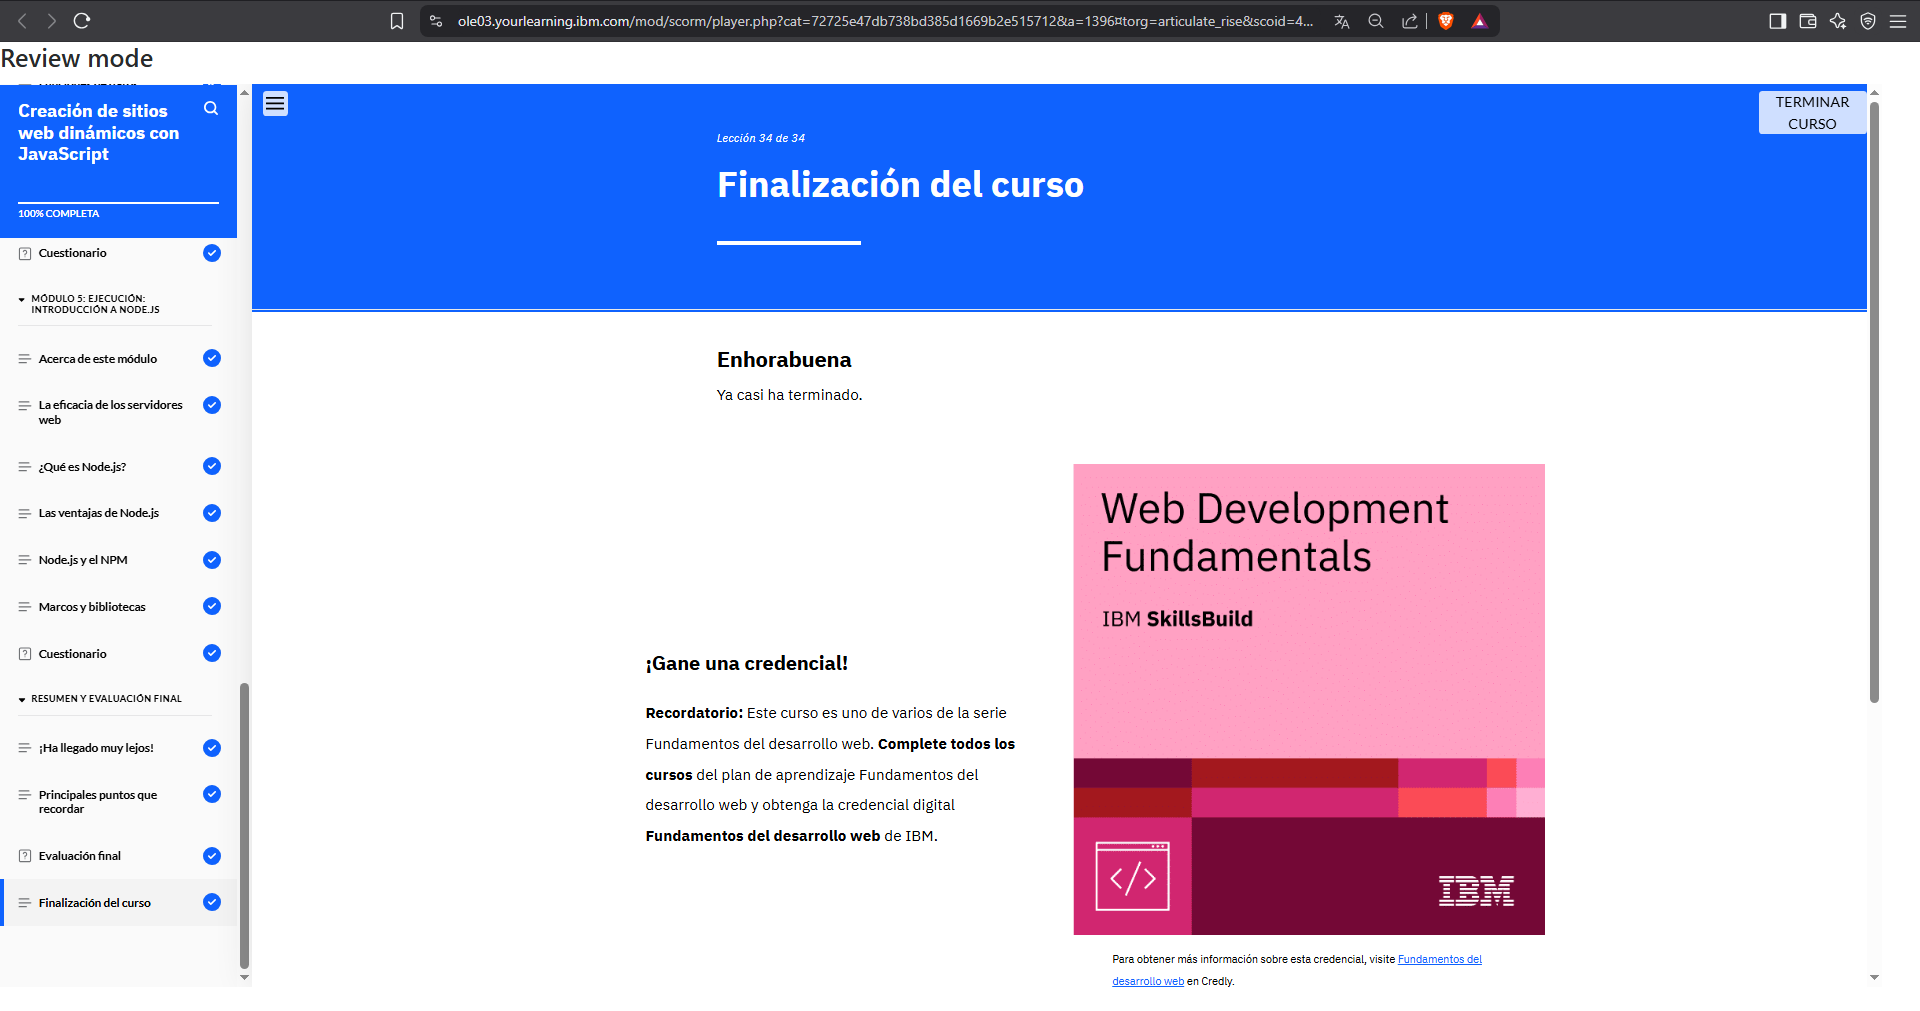 ole03.yourlearning.ibm.com/mod/scorm/player.php?cat=72725e47db738bd385d1669b2e515712&a=1396¤torg=articulate_rise&scoid=4...
Review mode
Creación de sitios
web dinámicos con
JavaScript
100% COMPLETA
Cuestionario
MÓDULO 5: EJECUCIÓN:
INTRODUCCIÓN A NODE.JS
Acerca de este módulo
La eficacia de los servidores
web
¿Qué es Node.js?
Las ventajas de Node.js
Node.js y el NPM
Marcos y bibliotecas
Cuestionario
RESUMEN Y EVALUACIÓN FINAL
¡Ha llegado muy lejos!
Principales puntos que
recordar
Evaluación final
Finalización del curso
TERMINAR
CURSO
Lección 34 de 34
Finalización del curso
Enhorabuena
Ya casi ha terminado.
¡Gane una credencial!
Recordatorio: Este curso es uno de varios de la serie
Fundamentos del desarrollo web. Complete todos los
cursos del plan de aprendizaje Fundamentos del
desarrollo web y obtenga la credencial digital
Fundamentos del desarrollo web de IBM.
Web Development
Fundamentals
IBM SkillsBuild
</>
IBM
Para obtener más información sobre esta credencial, visite Fundamentos del
desarrollo web en Credly.